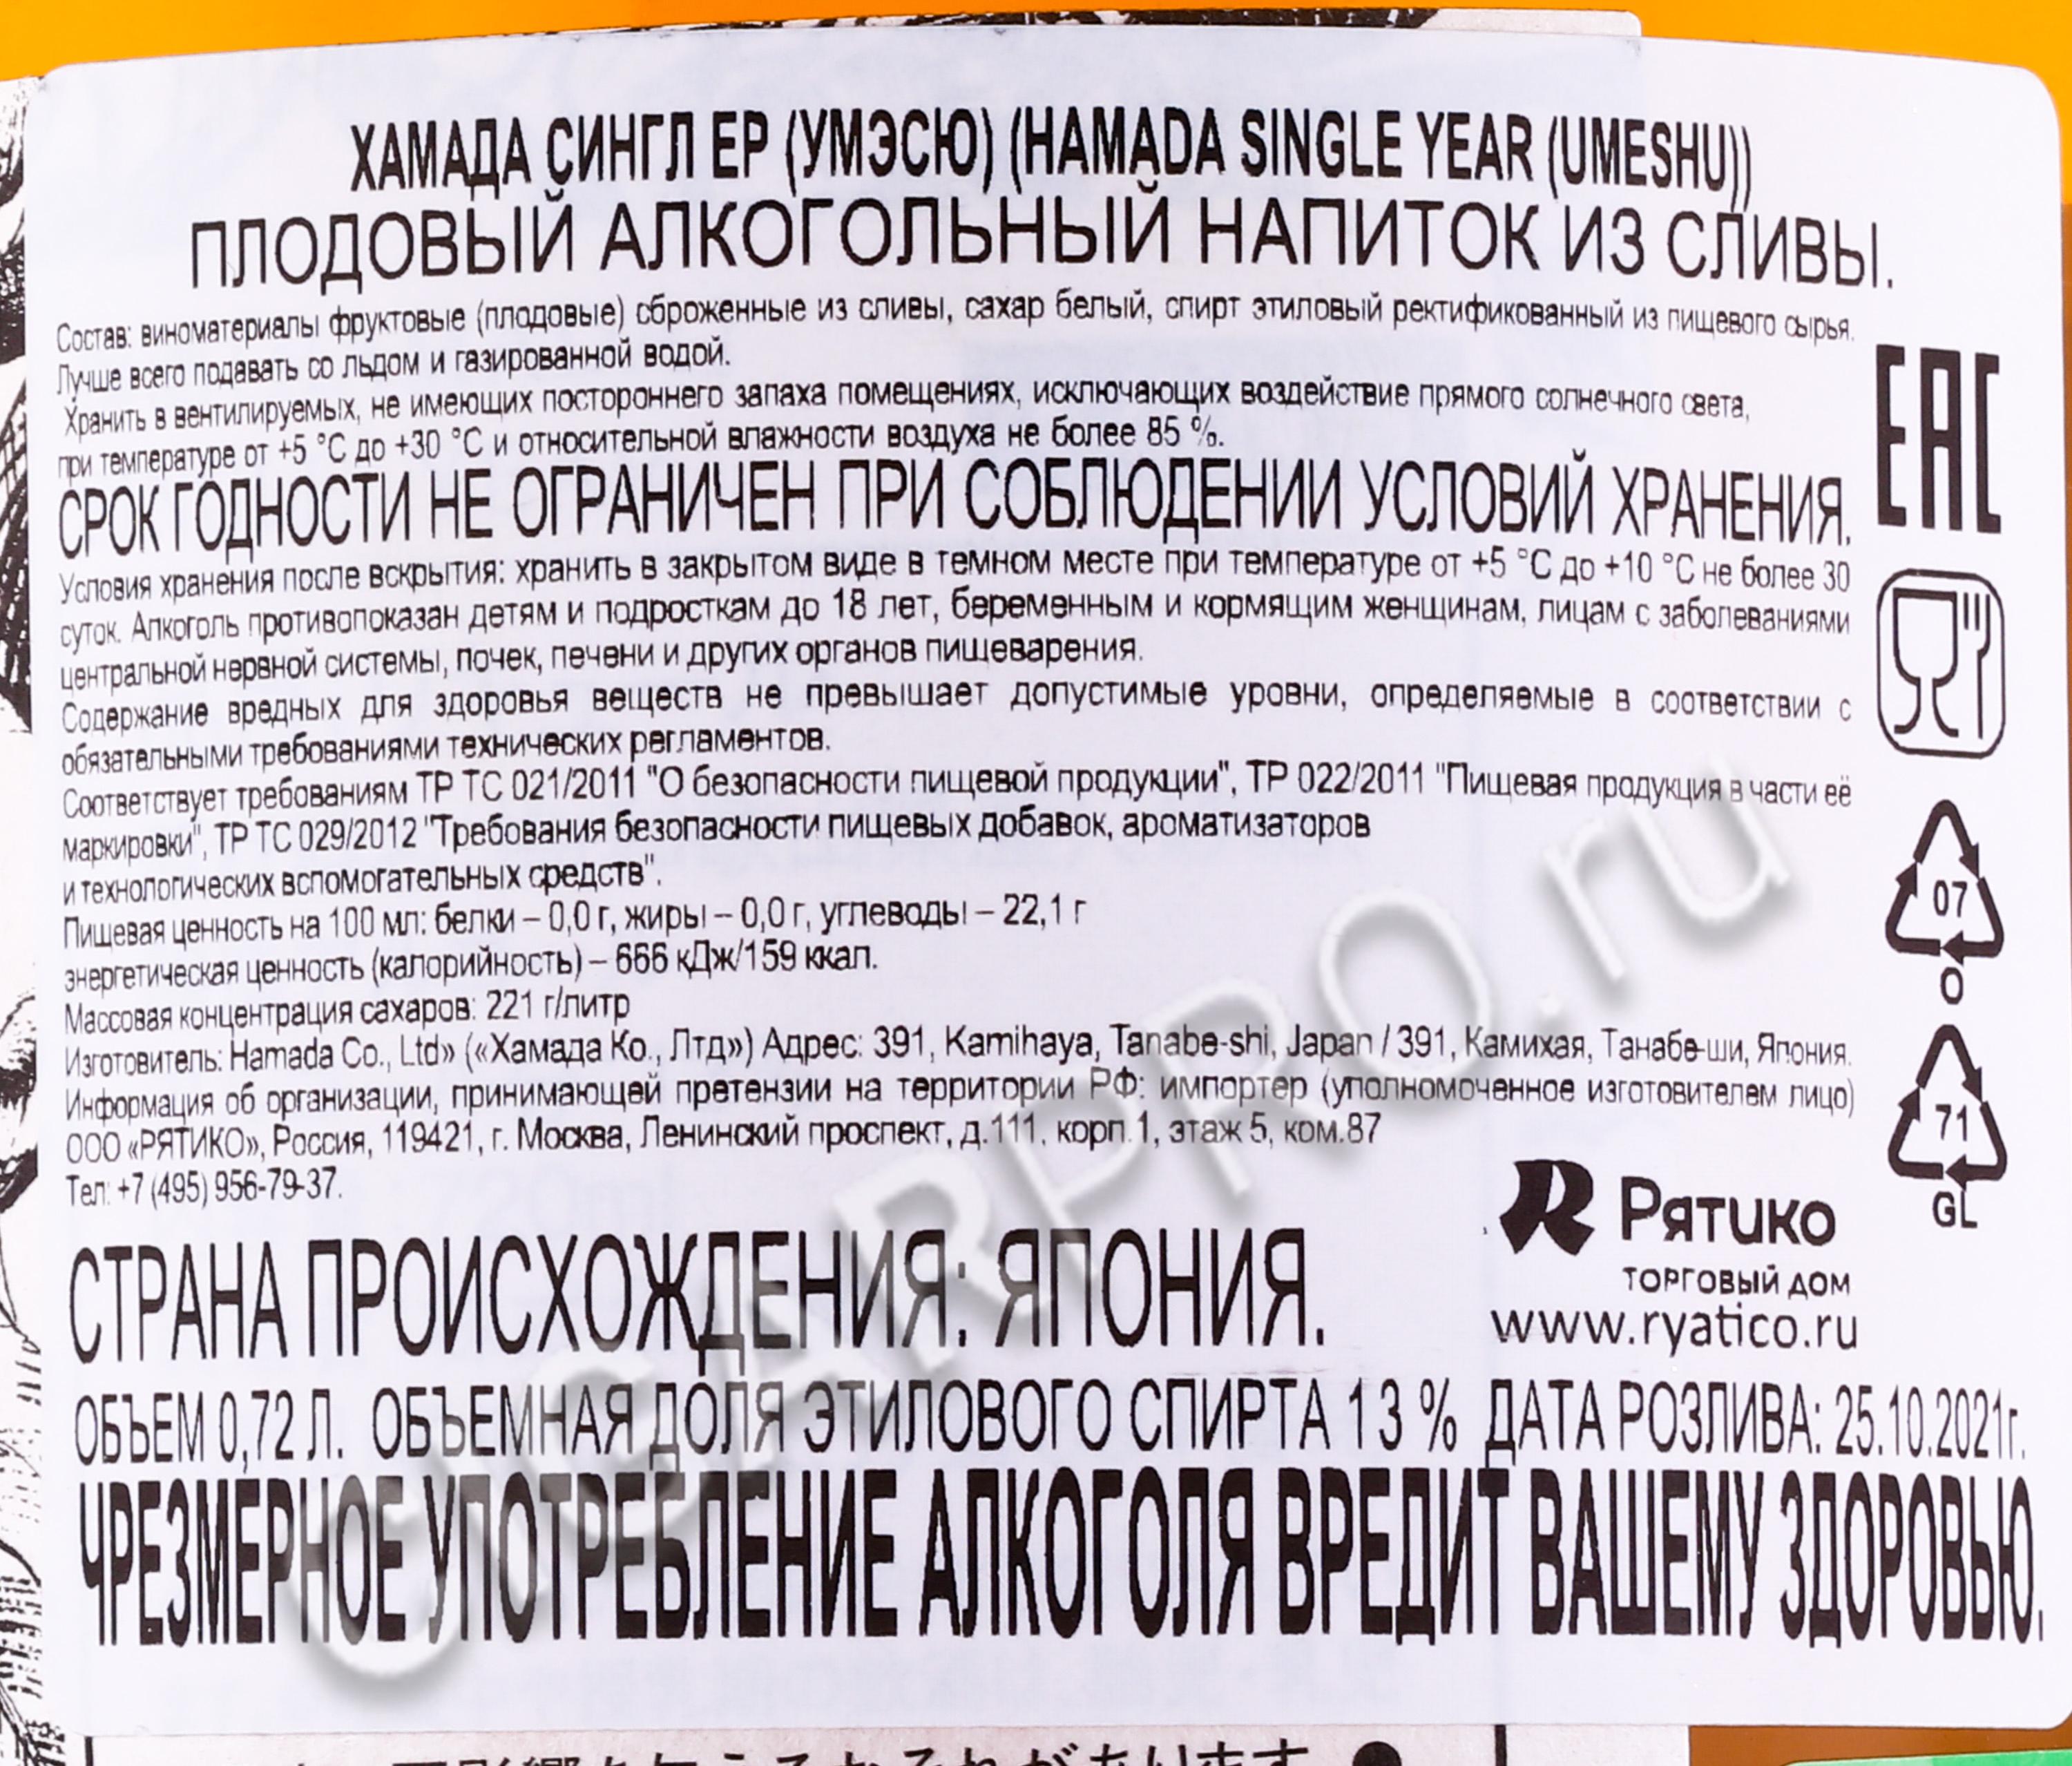 ХАМАДА СИНГЛ ЕР (УМЭСЮ) (HAMADA SINGLE YEAR (UMESHU))
ПЛОДОВЫЙ АЛКОГОЛЬНЫЙ НАПИТОК ИЗ СЛИВЫ.
Состав: виноматериалы фруктовые (плодовые) сброженные из сливы, сахар белый, спирт этиловый ректификованный из пищевого сырья.
Лучше всего подавать со льдом и газированной водой.
Хранить в вентилируемых, не имеющих постороннего запаха помещениях, исключающих воздействие прямого солнечного света,
при температуре от +5 °С до +30 °С и относительной влажности воздуха не более 85 %.
СРОК ГОДНОСТИ НЕ ОГРАНИЧЕН ПРИ СОБЛЮДЕНИИ УСЛОВИЙ ХРАНЕНИЯ.
Условия хранения после вскрытия: хранить в закрытом виде в темном месте при температуре от +5 °С до +10 °С не более 30
суток. Алкоголь противопоказан детям и подросткам до 18 лет, беременным и кормящим женщинам, лицам с заболеваниями
центральной нервной системы, почек, печени и других органов пищеварения.
Содержание вредных для здоровья веществ не превышает допустимые уровни, определяемые в соответствии с
обязательными требованиями технических регламентов.
Соответствует требованиям ТР ТС 021/2011 "О безопасности пищевой продукции", ТР 022/2011 "Пищевая продукция в части её
маркировки", ТР ТС 029/2012 "Требования безопасности пищевых добавок, ароматизаторов
и технологических вспомогательных средств".
Пищевая ценность на 100 мл: белки – 0,0 г, жиры – 0,0 г, углеводы – 22,1 г
энергетическая ценность (калорийность) – 666 кДж/159 ккал.
Массовая концентрация сахаров: 221 г/литр
Изготовитель: Hamada Co., Ltd» («Хамада Ко., Лтд») Адрес: 391, Kamihaya, Tanabe-shi, Japan / 391, Камихая, Танабе-ши, Япония.
Информация об организации, принимающей претензии на территории РФ: импортер (уполномоченное изготовителем лицо)
ООО «РЯТИКО», Россия, 119421, г. Москва, Ленинский проспект, д.111, корп.1, этаж 5, ком.87
Тел: +7 (495) 956-79-37.
EAC
07
O
71
GL
Рятико
ТОРГОВЫЙ ДОМ
www.ryatico.ru
СТРАНА ПРОИСХОЖДЕНИЯ: ЯПОНИЯ.
ОБЪЕМ 0,72 Л. ОБЪЕМНАЯ ДОЛЯ ЭТИЛОВОГО СПИРТА 13 % ДАТА РОЗЛИВА: 25.10.2021г.
ЧРЕЗМЕРНОЕ УПОТРЕБЛЕНИЕ АЛКОГОЛЯ ВРЕДИТ ВАШЕМУ ЗДОРОВЬЮ.
CIGARPRO.ru